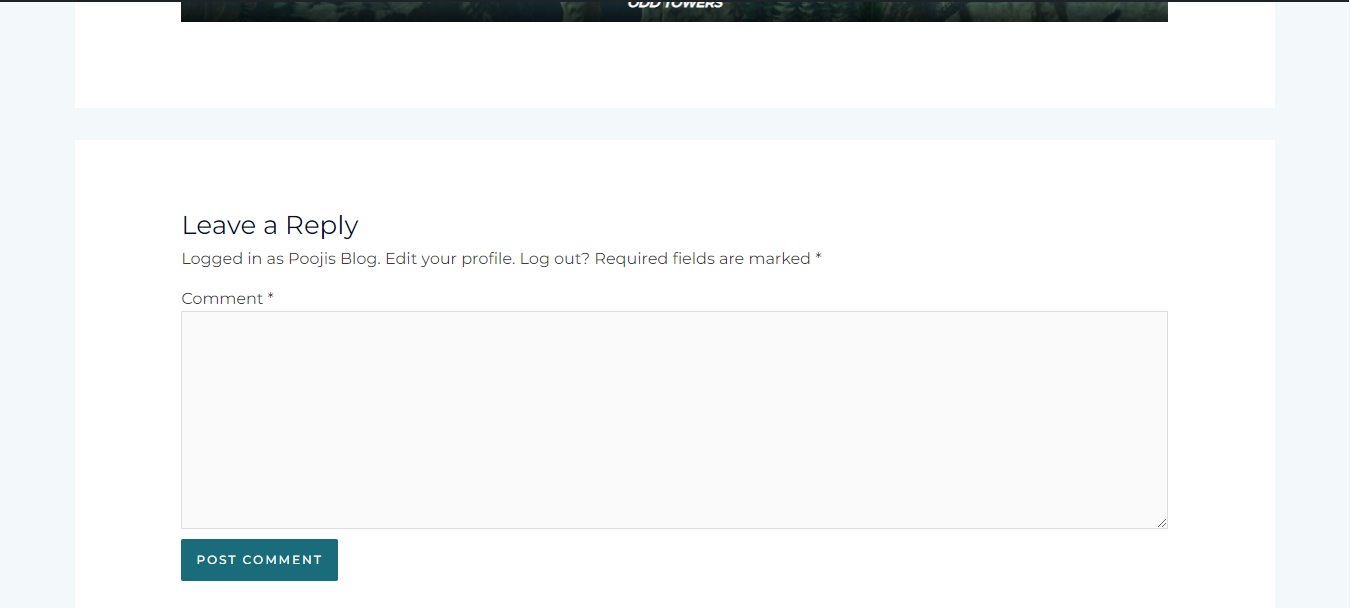 ODD TOWERS
Leave a Reply
Logged in as Poojis Blog. Edit your profile. Log out? Required fields are marked *
Comment *
POST COMMENT